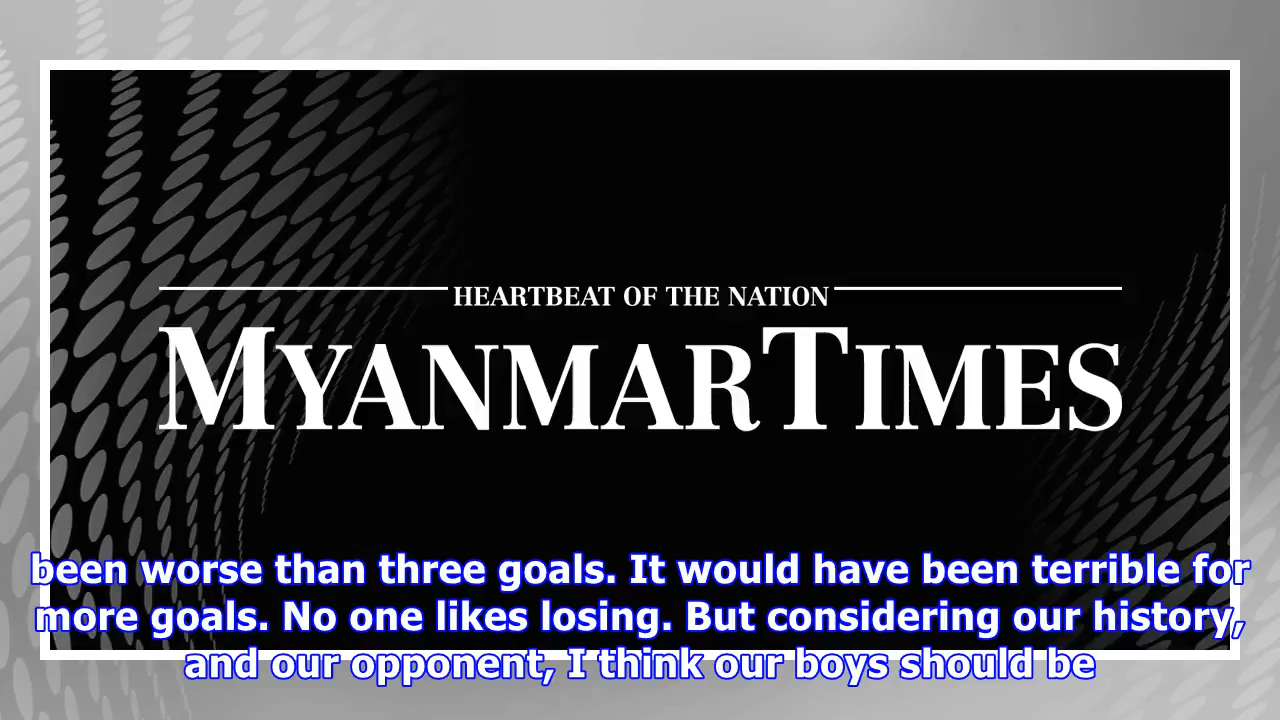 HEARTBEAT OF THE NATION
MYANMARTIMES
been worse than three goals. It would have been terrible for
more goals. No one likes losing. But considering our history,
and our opponent, I think our boys should be